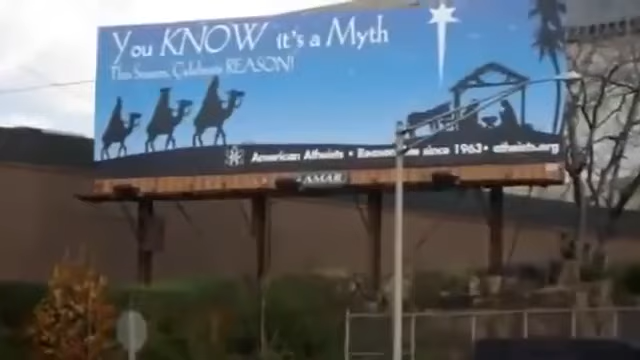 You KNOW it's a Myth
This Season, Celebrate REASON!
American Atheists • since 1963 • atheists.org
LAMAR